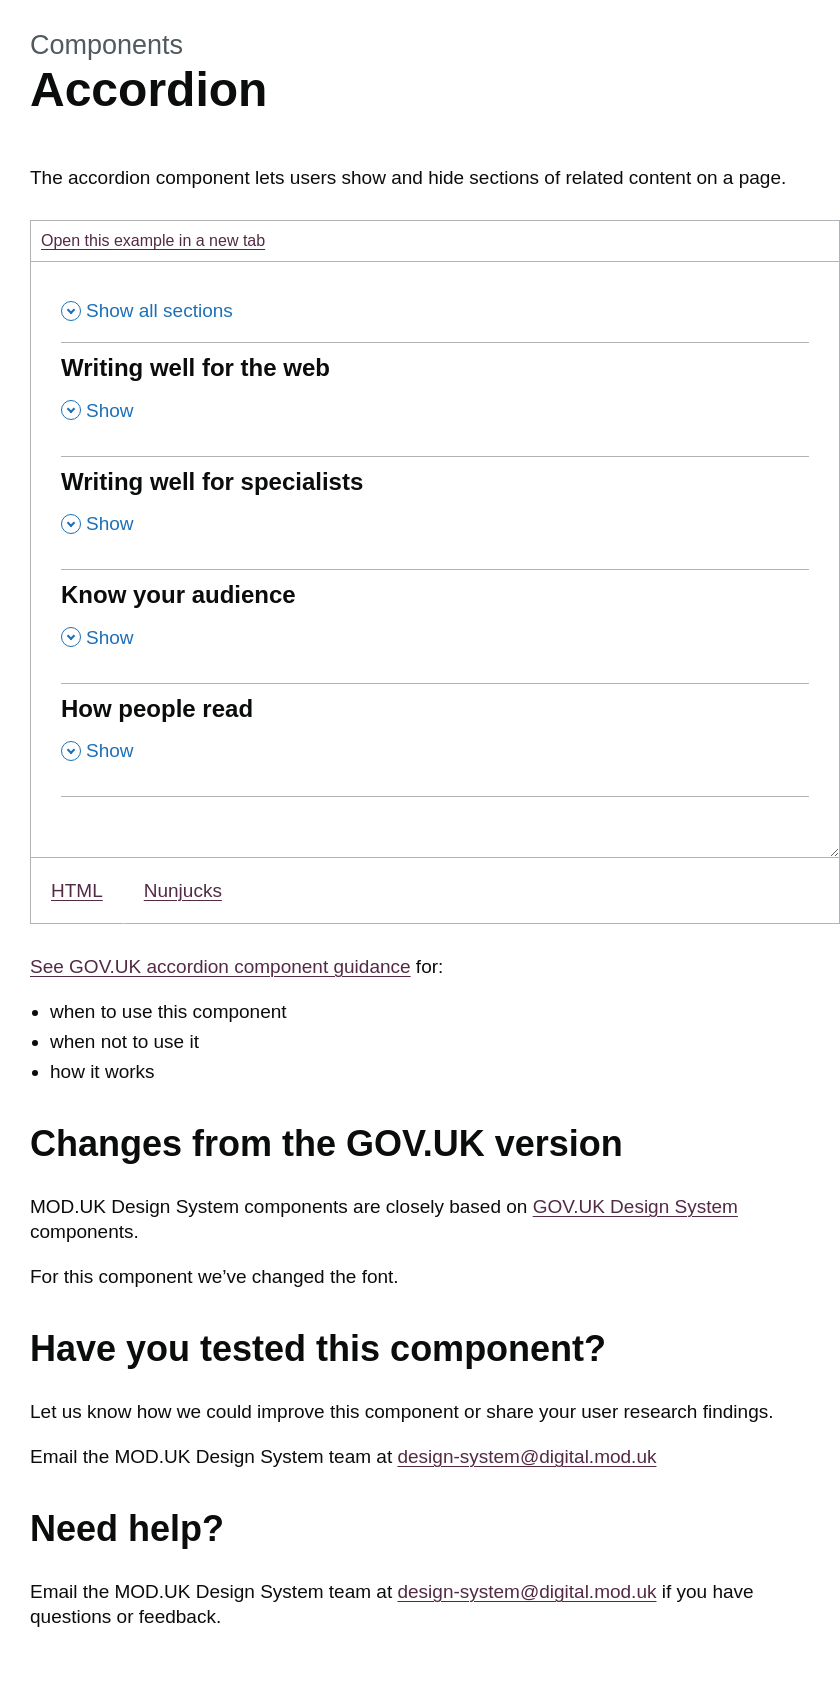 Components
Accordion
The accordion component lets users show and hide sections of related content on a page.
Open this example in a new tab
Show all sections
Writing well for the web
Show
Writing well for specialists
Show
Know your audience
Show
How people read
Show
HTML Nunjucks
See GOV.UK accordion component guidance for:
• when to use this component
• when not to use it
• how it works
Changes from the GOV.UK version
MOD.UK Design System components are closely based on GOV.UK Design System
components.
For this component we’ve changed the font.
Have you tested this component?
Let us know how we could improve this component or share your user research findings.
Email the MOD.UK Design System team at design-system@digital.mod.uk
Need help?
Email the MOD.UK Design System team at design-system@digital.mod.uk if you have
questions or feedback.